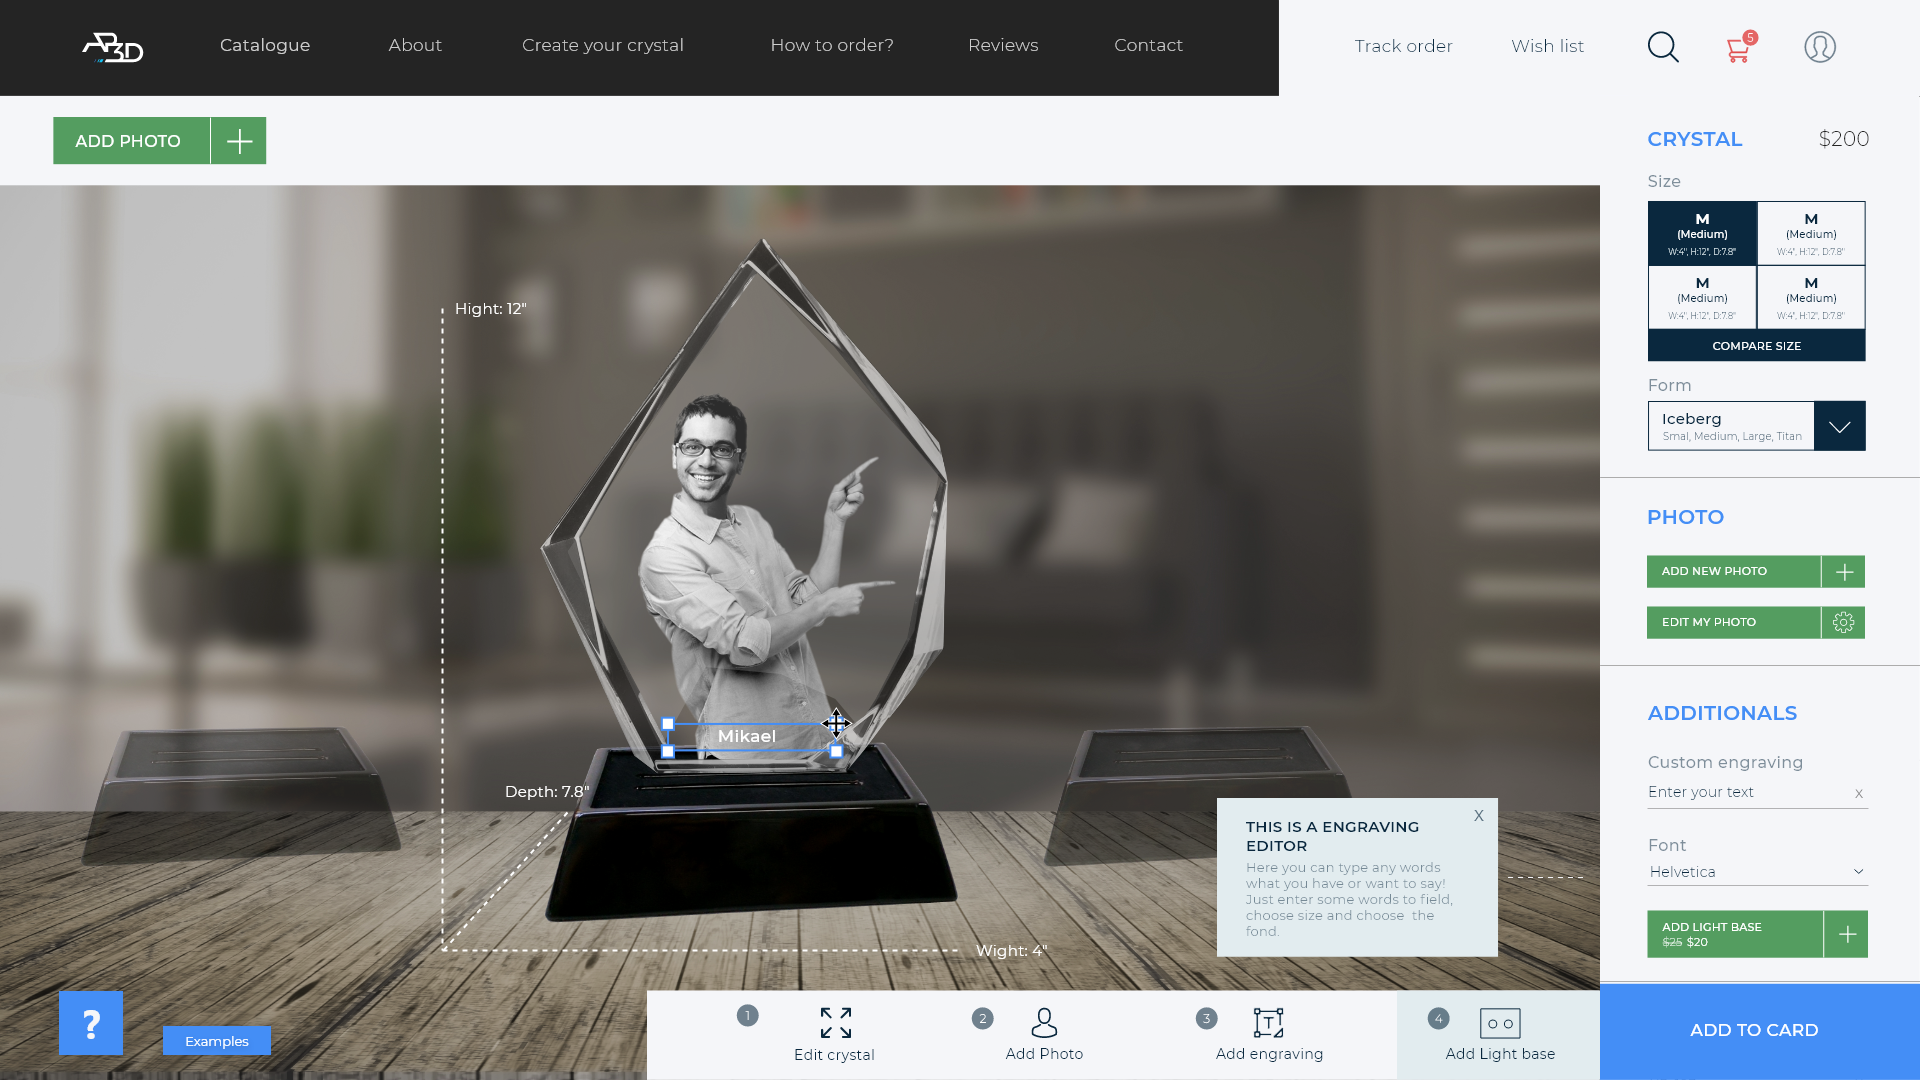 AP3D
Catalogue
About
Create your crystal
How to order?
Reviews
Contact
Track order
Wish list
5
ADD PHOTO
CRYSTAL
$200
Size
M
(Medium)
W:4", H:12", D:7.8"
M
(Medium)
W:4", H:12", D:7.8"
M
(Medium)
W:4", H:12", D:7.8"
M
(Medium)
W:4", H:12", D:7.8"
COMPARE SIZE
Form
Iceberg
Smal, Medium, Large, Titan
PHOTO
ADD NEW PHOTO
EDIT MY PHOTO
ADDITIONALS
Custom engraving
Enter your text
x
Font
Helvetica
ADD LIGHT BASE
$25 $20
ADD TO CARD
Hight: 12"
Mikael
Depth: 7.8"
Wight: 4"
X
THIS IS A ENGRAVING
EDITOR
Here you can type any words
what you have or want to say!
Just enter some words to field,
choose size and choose the
fond.
?
Examples
1
Edit crystal
2
Add Photo
3
T
Add engraving
4
Add Light base